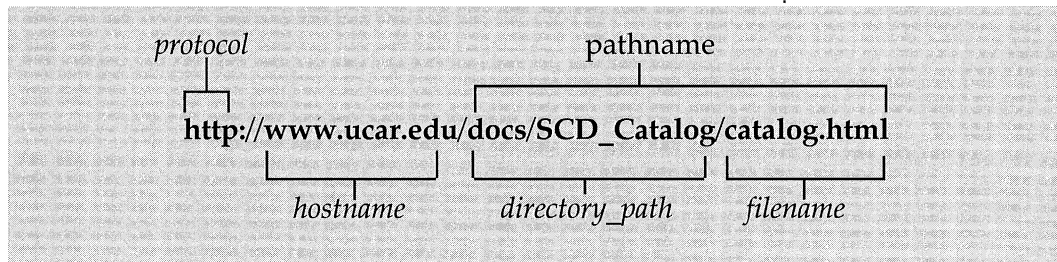 protocol pathname
http://www.ucar.edu/docs/SCD_Catalog/catalog.html
hostname directory_path filename